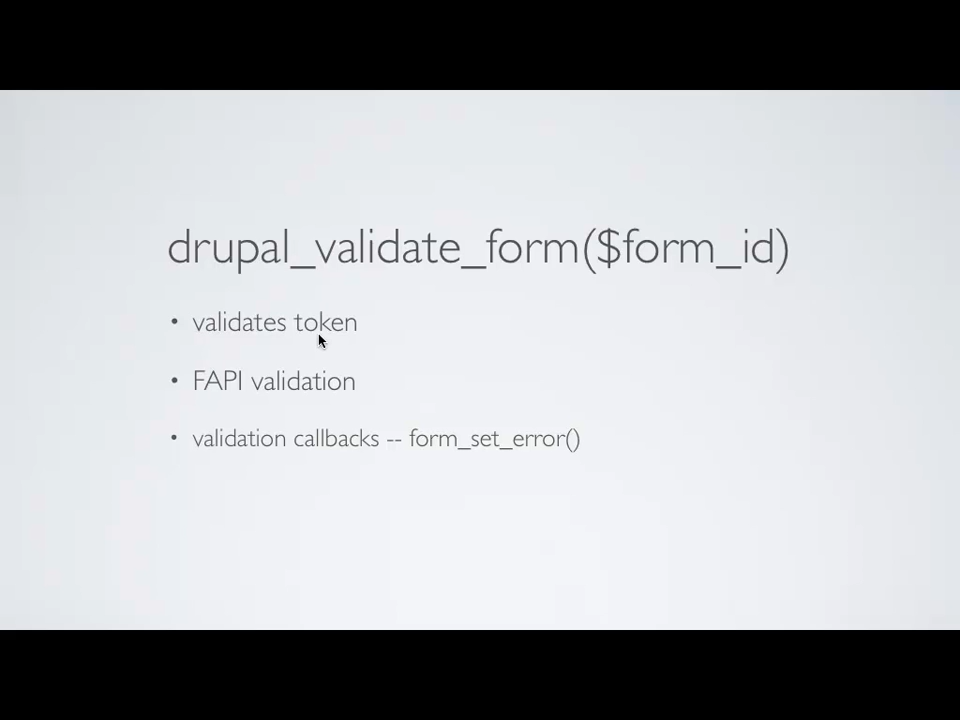 drupal_validate_form($form_id)
• validates token
• FAPI validation
• validation callbacks -- form_set_error()